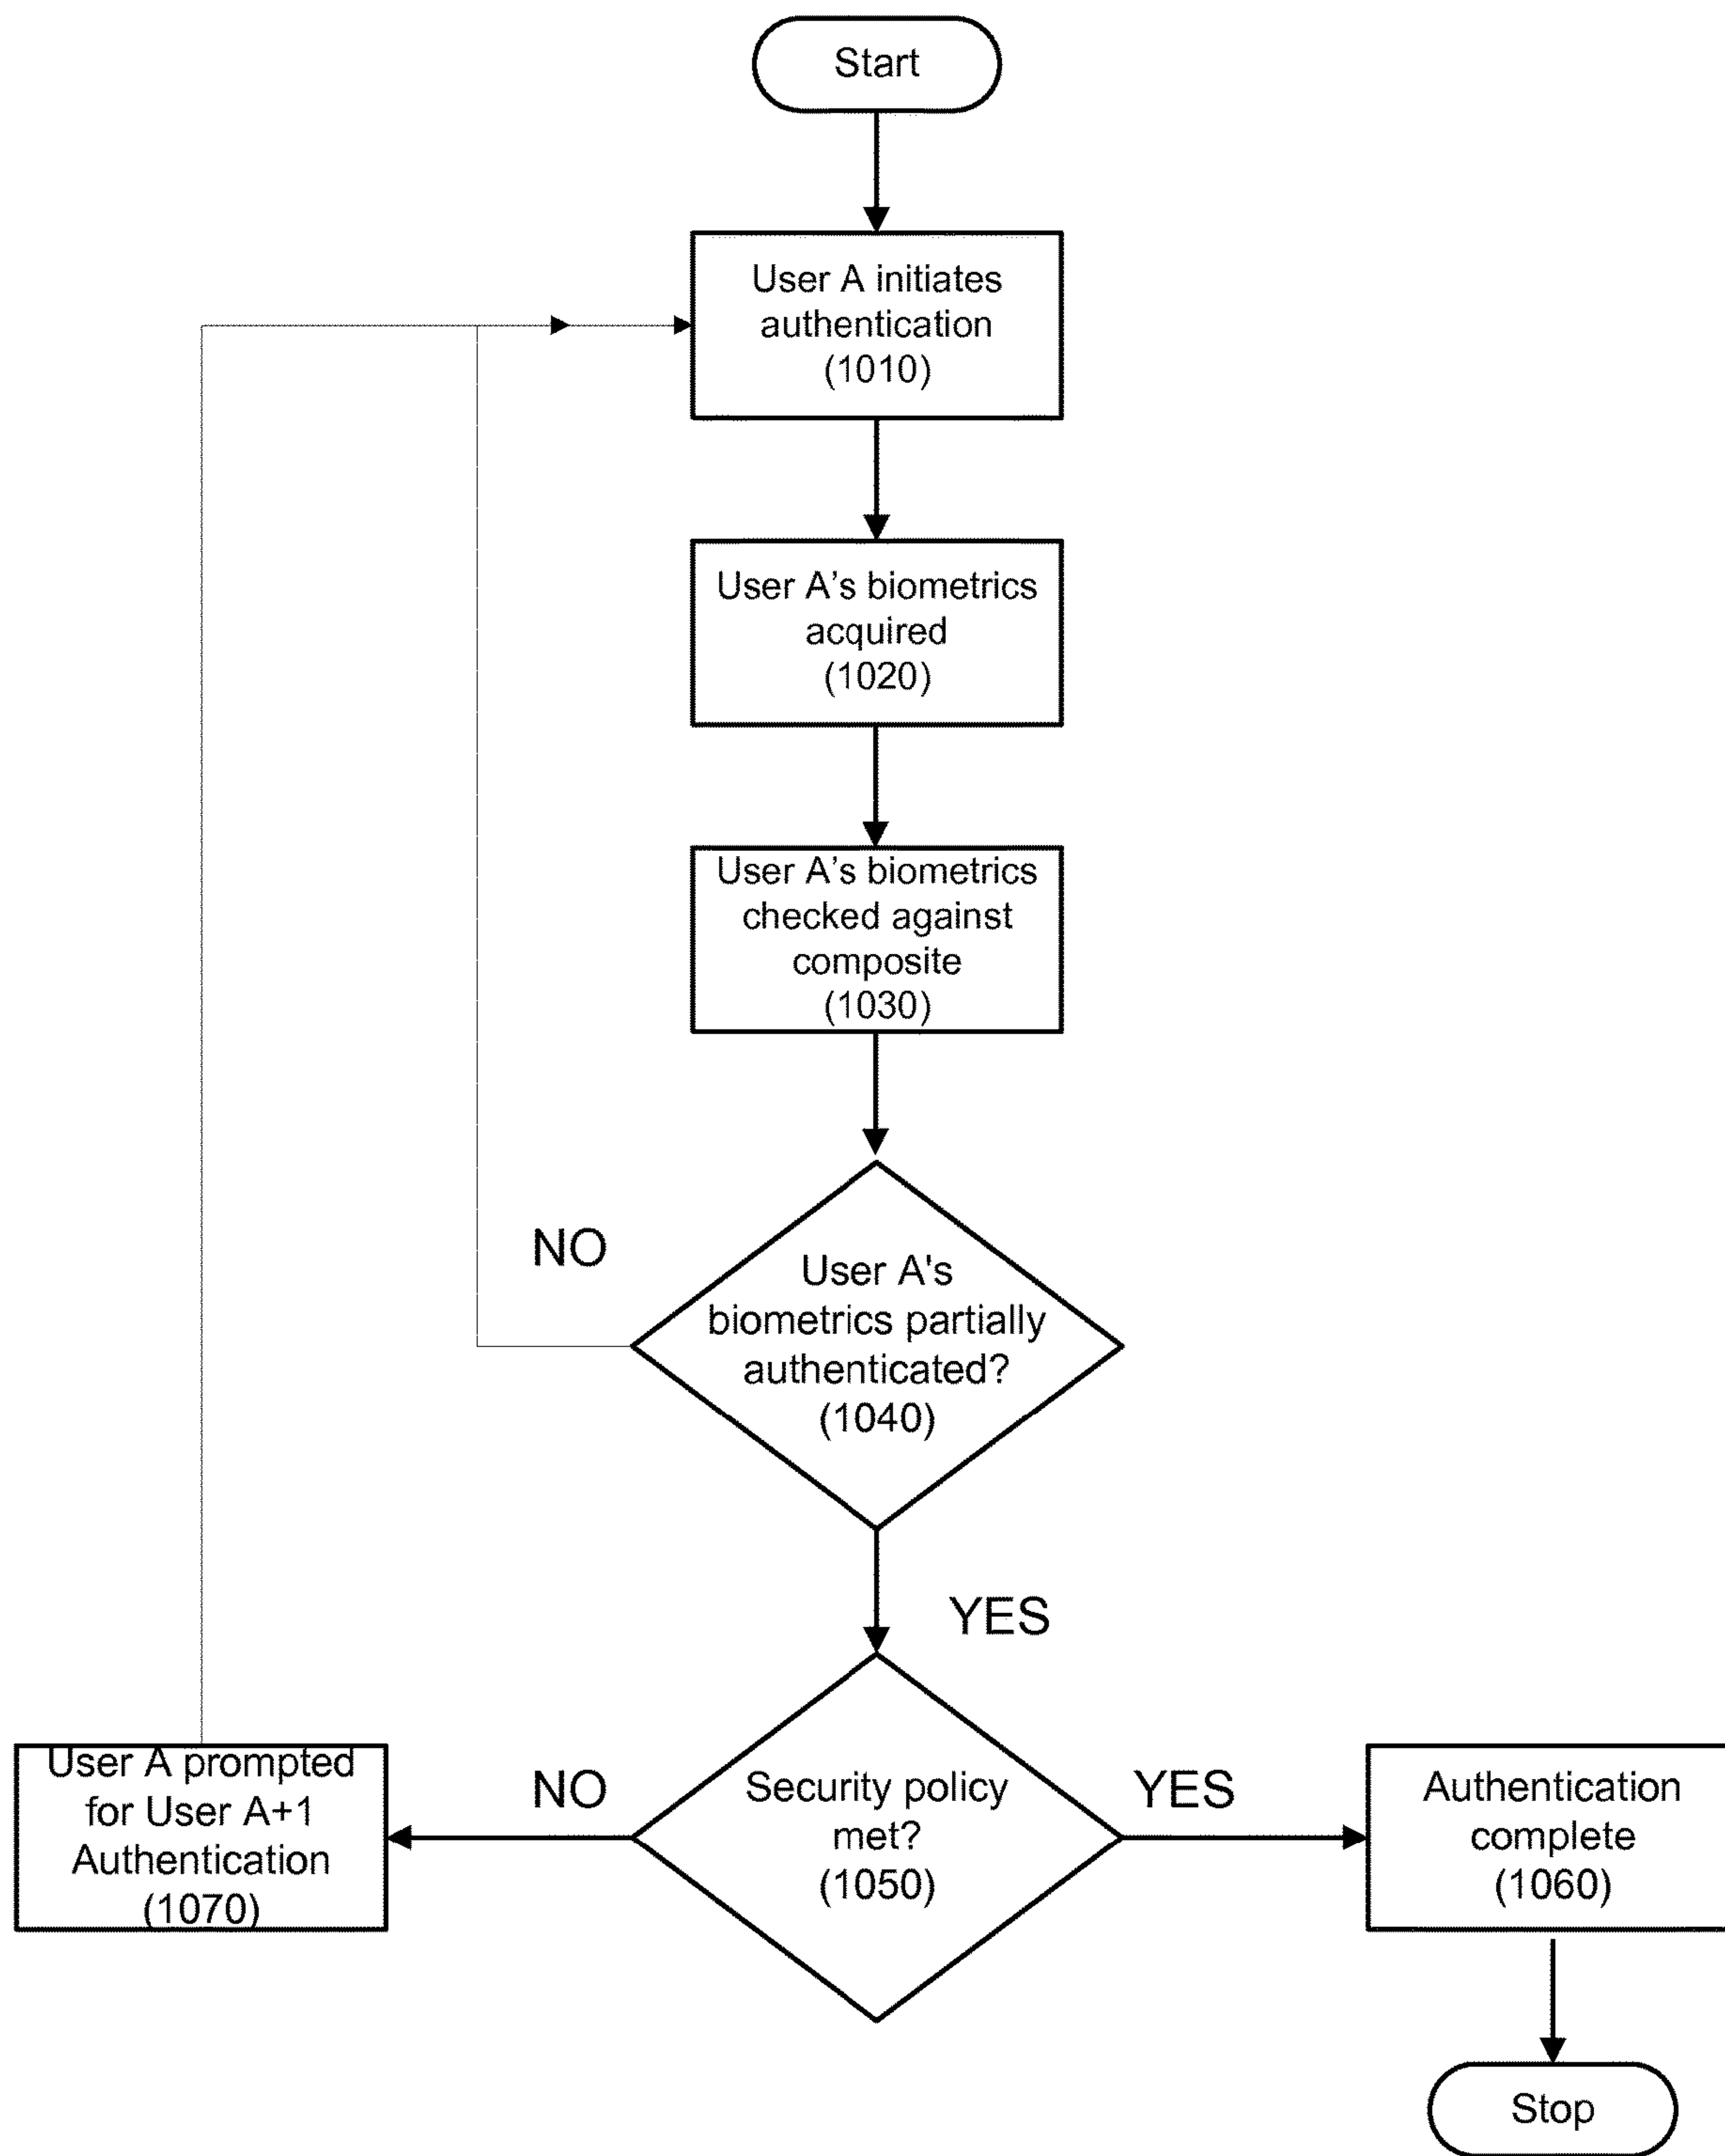 Start
User A initiates
authentication
(1010)
User A's biometrics
acquired
(1020)
User A's biometrics
checked against
composite
(1030)
NO
User A's
biometrics partially
authenticated?
(1040)
YES
User A prompted
for User A+1
Authentication
(1070)
NO
Security policy
met?
(1050)
YES
Authentication
complete
(1060)
Stop